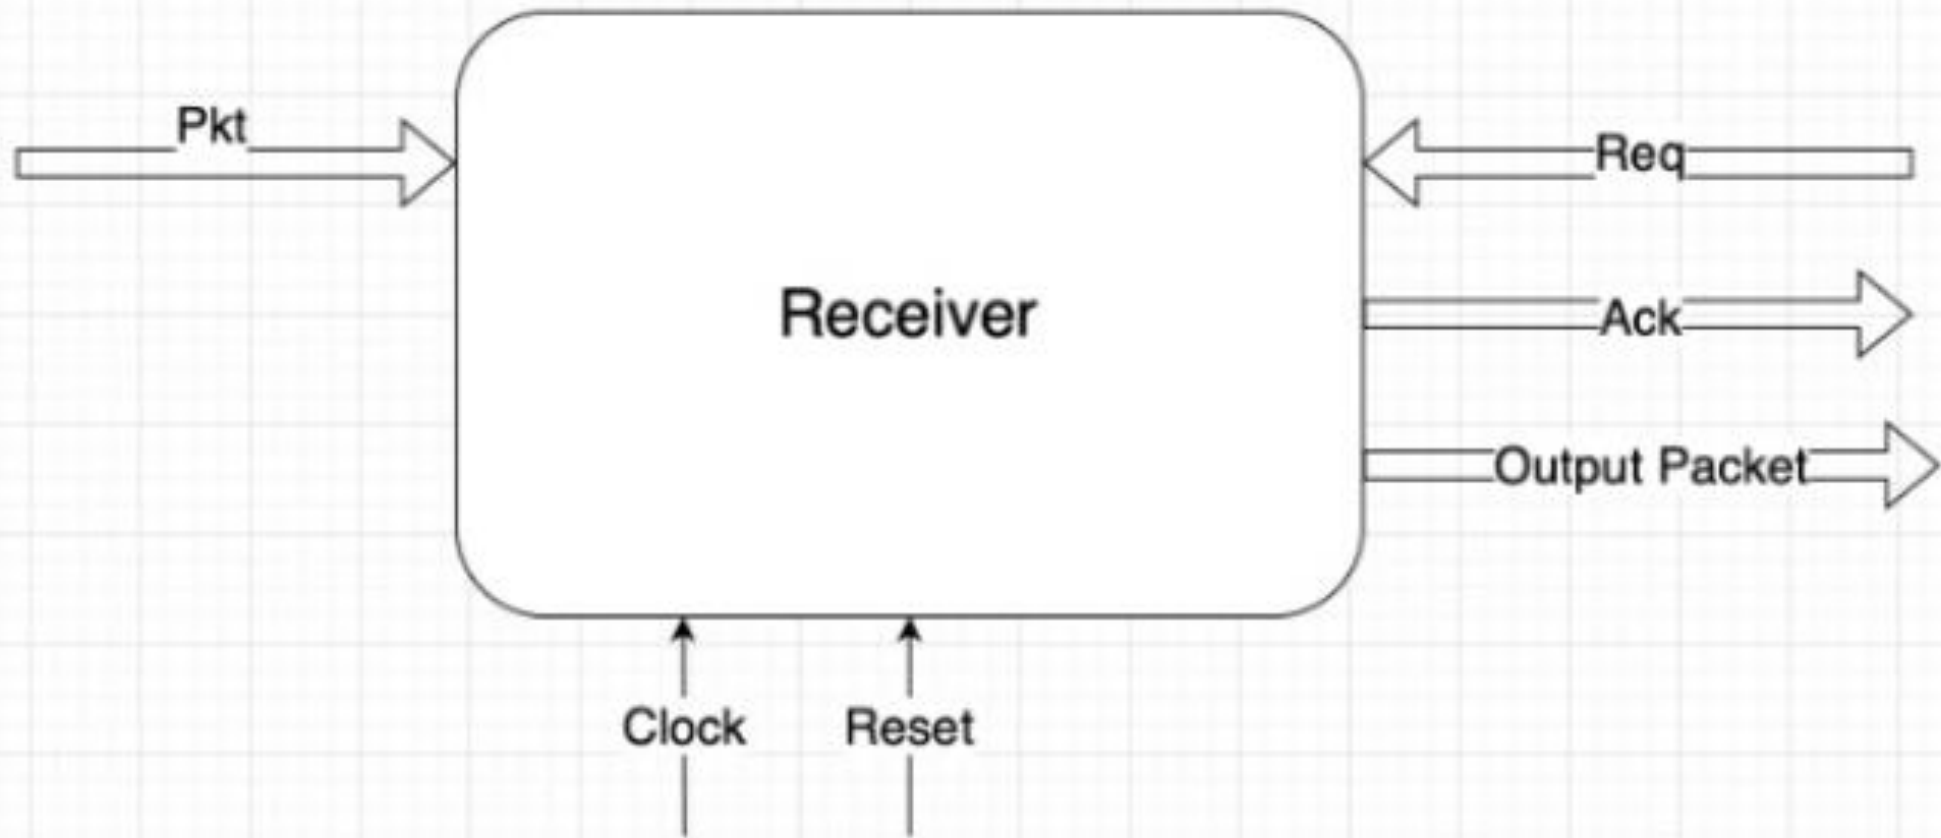 Pkt
Req
Receiver
Ack
Output Packet
Clock
Reset